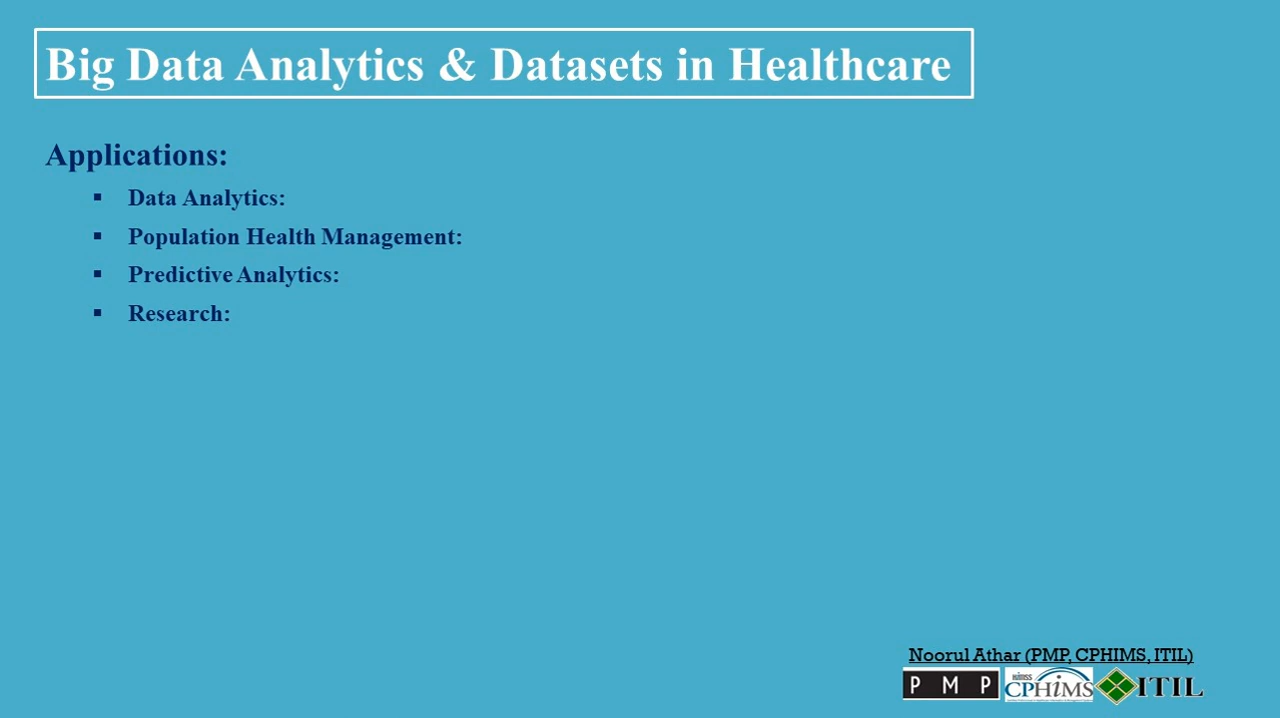 Big Data Analytics & Datasets in Healthcare
Applications:
▪ Data Analytics:
▪ Population Health Management:
▪ Predictive Analytics:
▪ Research:
Noorul Athar (PMP, CPHIMS, ITIL)
P M P
HIMSS
CPHIMS
ITIL